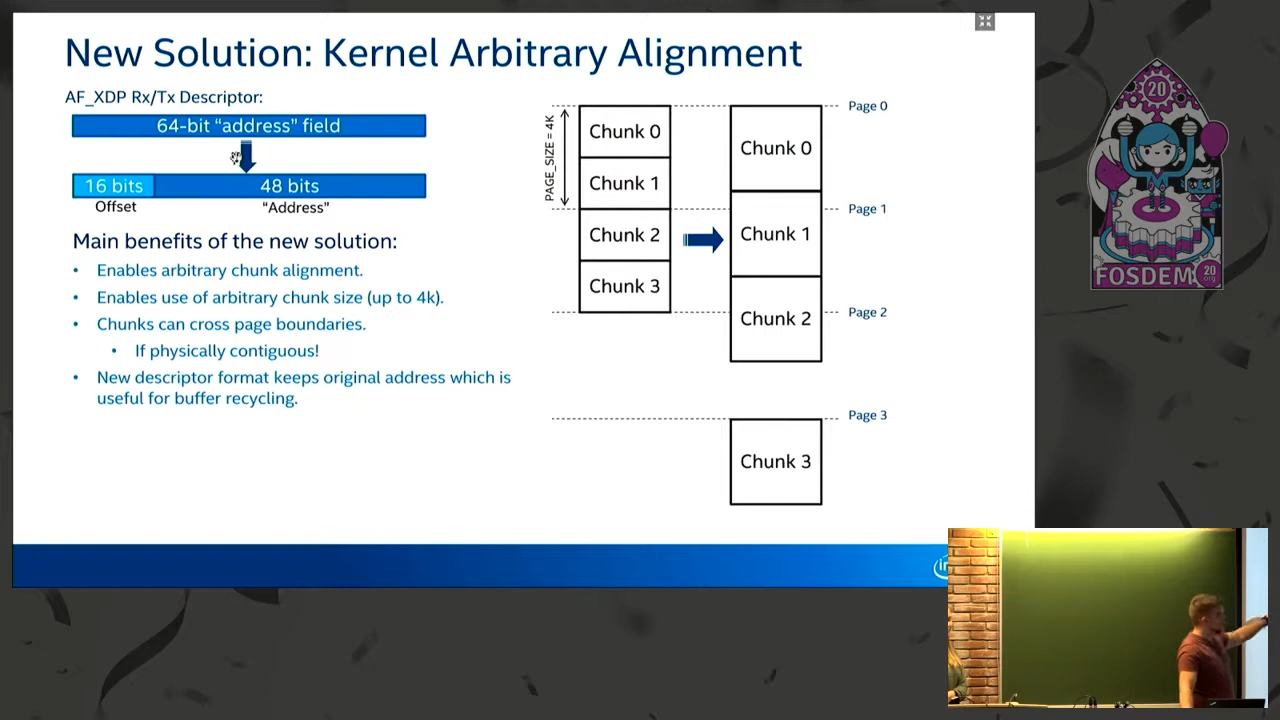 New Solution: Kernel Arbitrary Alignment
AF_XDP Rx/Tx Descriptor:
64-bit “address” field
16 bits
48 bits
Offset
“Address”
Main benefits of the new solution:
• Enables arbitrary chunk alignment.
• Enables use of arbitrary chunk size (up to 4k).
• Chunks can cross page boundaries.
• If physically contiguous!
• New descriptor format keeps original address which is
useful for buffer recycling.
PAGE_SIZE = 4K
Chunk 0
Chunk 1
Chunk 2
Chunk 3
Chunk 0
Chunk 1
Chunk 2
Chunk 3
Page 0
Page 1
Page 2
Page 3
20
FOSDEM
20
.org